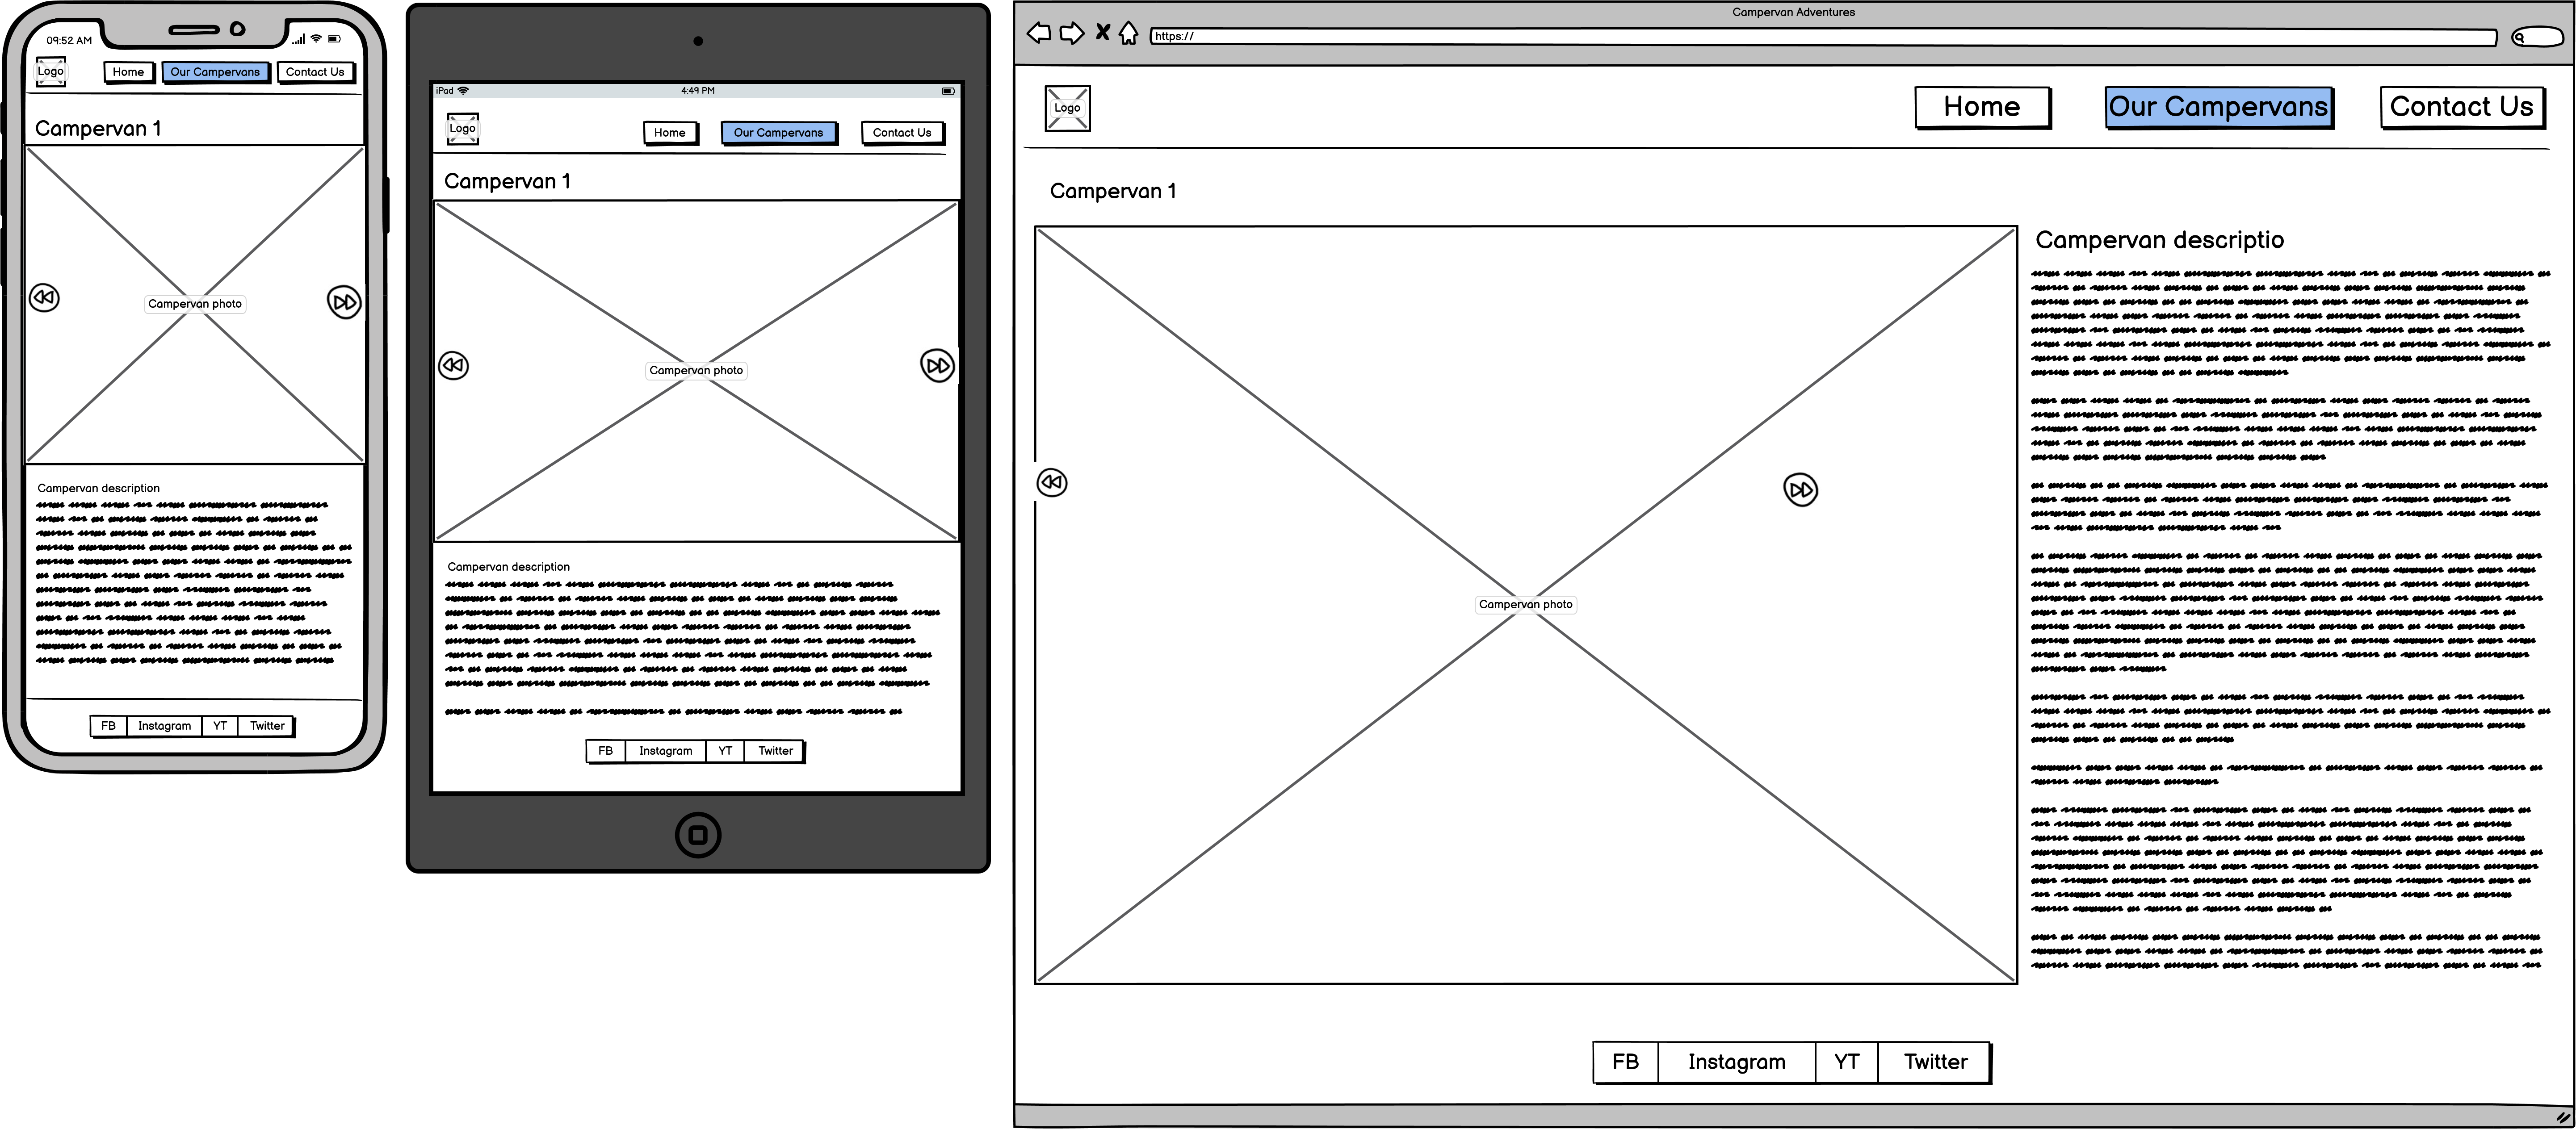 09:52 AM
Logo
Home
Our Campervans
Contact Us
Campervan 1
Campervan photo
Campervan description
FB
Instagram
YT
Twitter
iPad
4:49 PM
Logo
Home
Our Campervans
Contact Us
Campervan 1
Campervan photo
Campervan description
FB
Instagram
YT
Twitter
Campervan Adventures
https://
Logo
Home
Our Campervans
Contact Us
Campervan 1
Campervan descriptio
Campervan photo
FB
Instagram
YT
Twitter